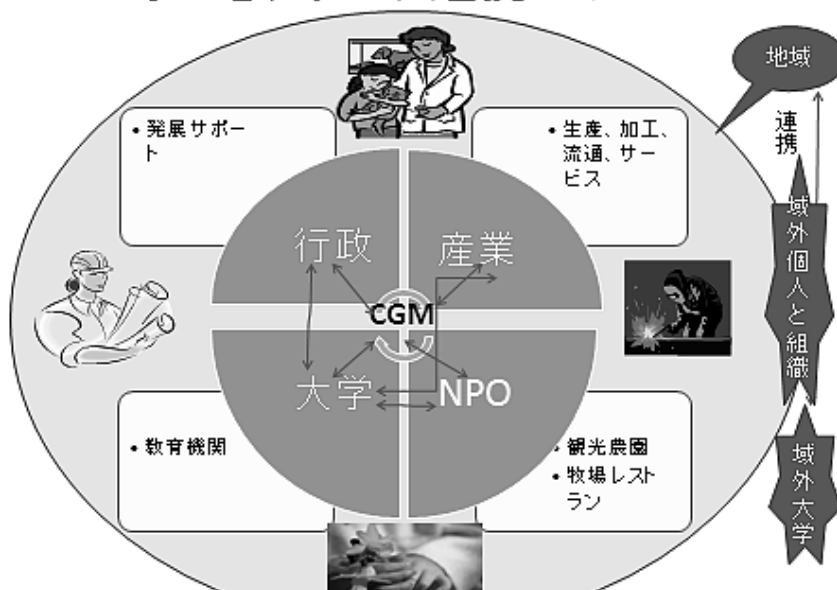 地域
・発展サポー
ト
・生産、加工、
流通、サー
ビス
連携
行政
産業
域外個人と組織
CGM
大学
NPO
・教育機関
・観光農園
・牧場レスト
ラン
域外大学